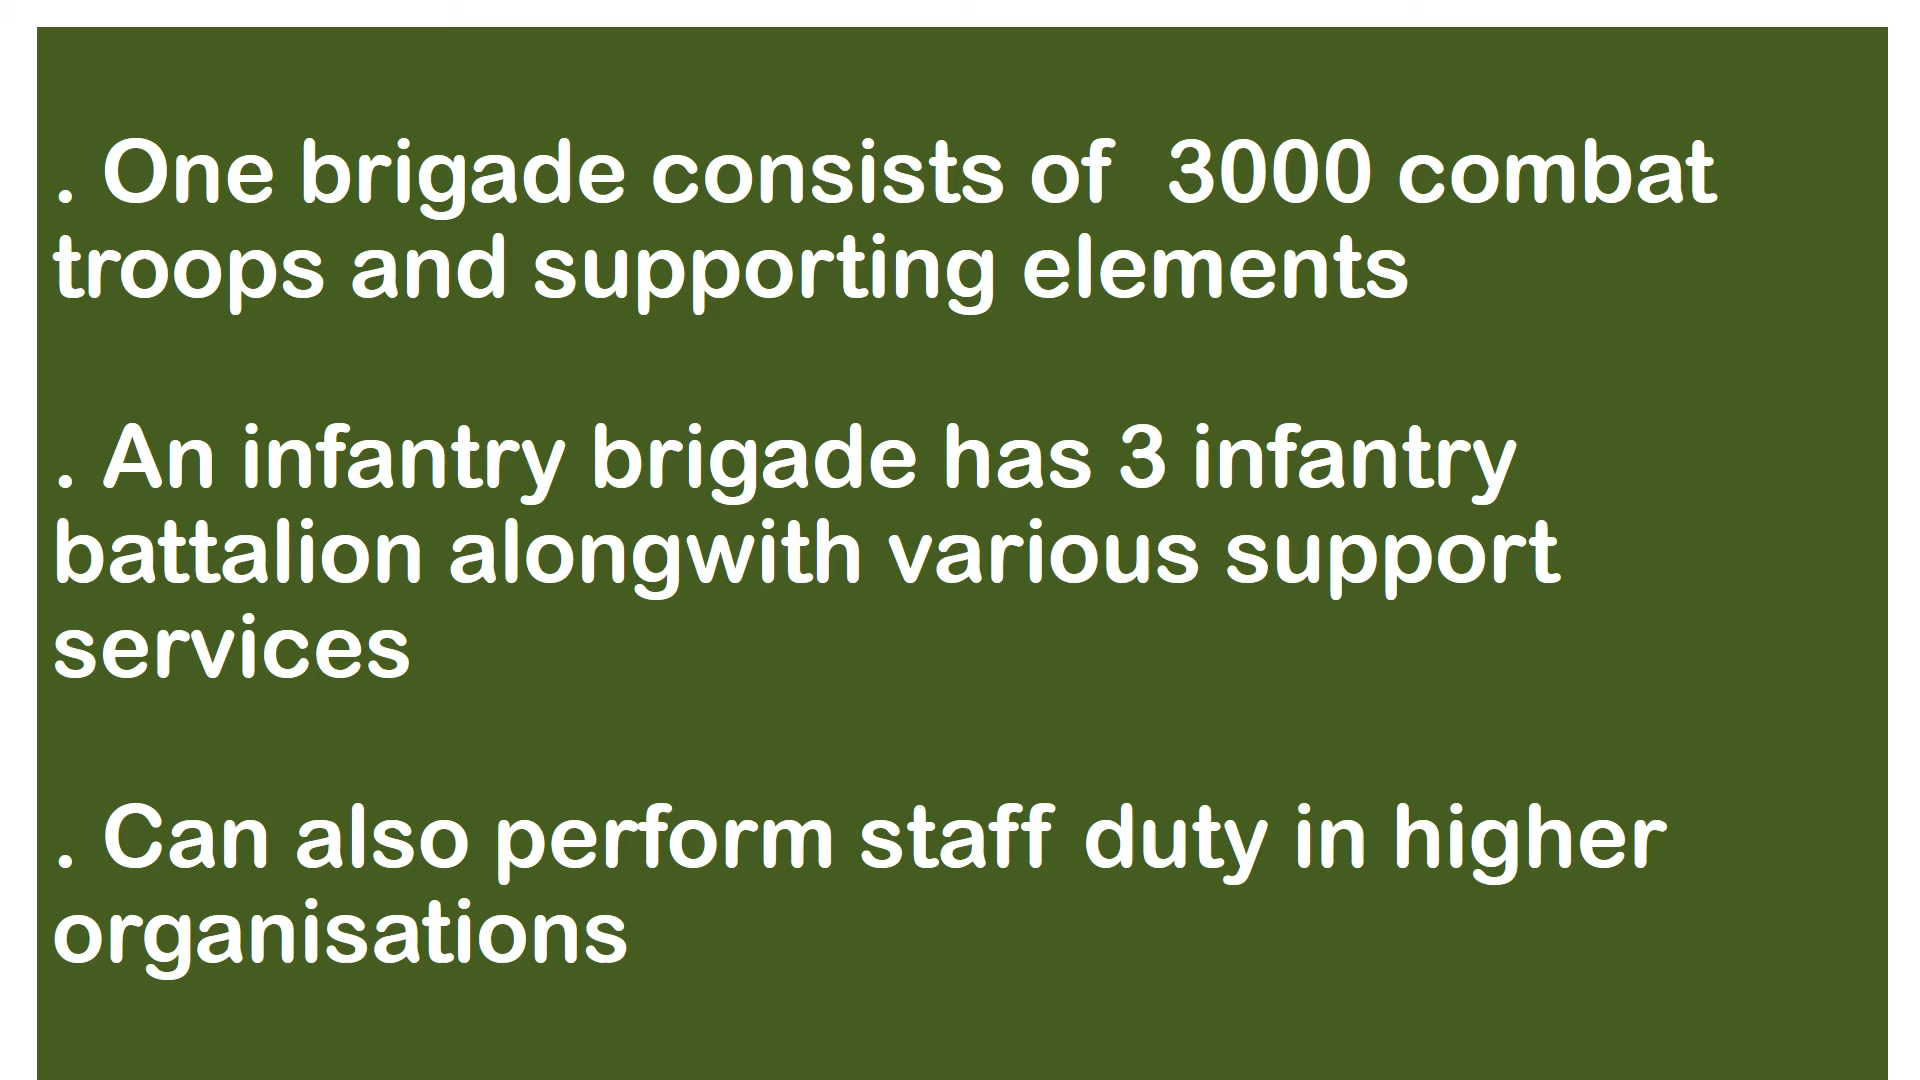 . One brigade consists of  3000 combat
troops and supporting elements
. An infantry brigade has 3 infantry
battalion alongwith various support
services
. Can also perform staff duty in higher
organisations